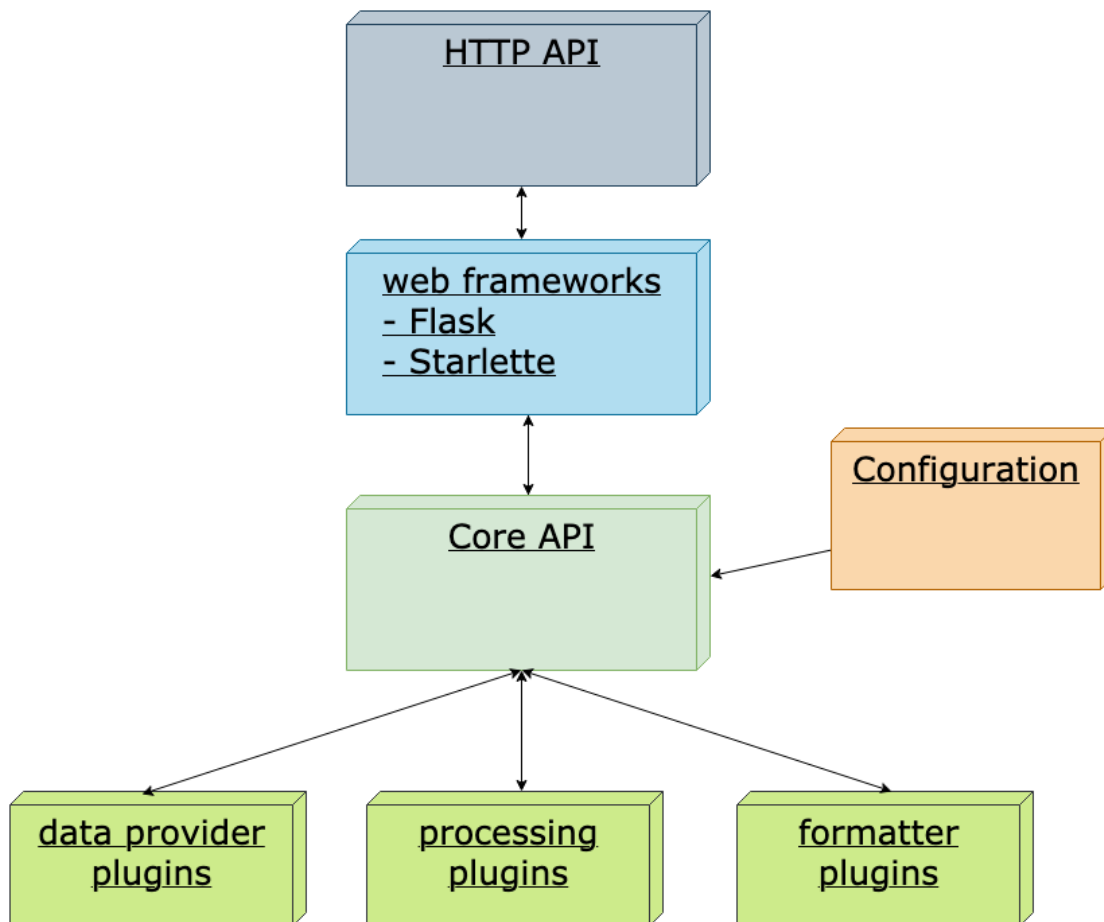 HTTP API
web frameworks
- Flask
- Starlette
Core API
Configuration
data provider
plugins
processing
plugins
formatter
plugins